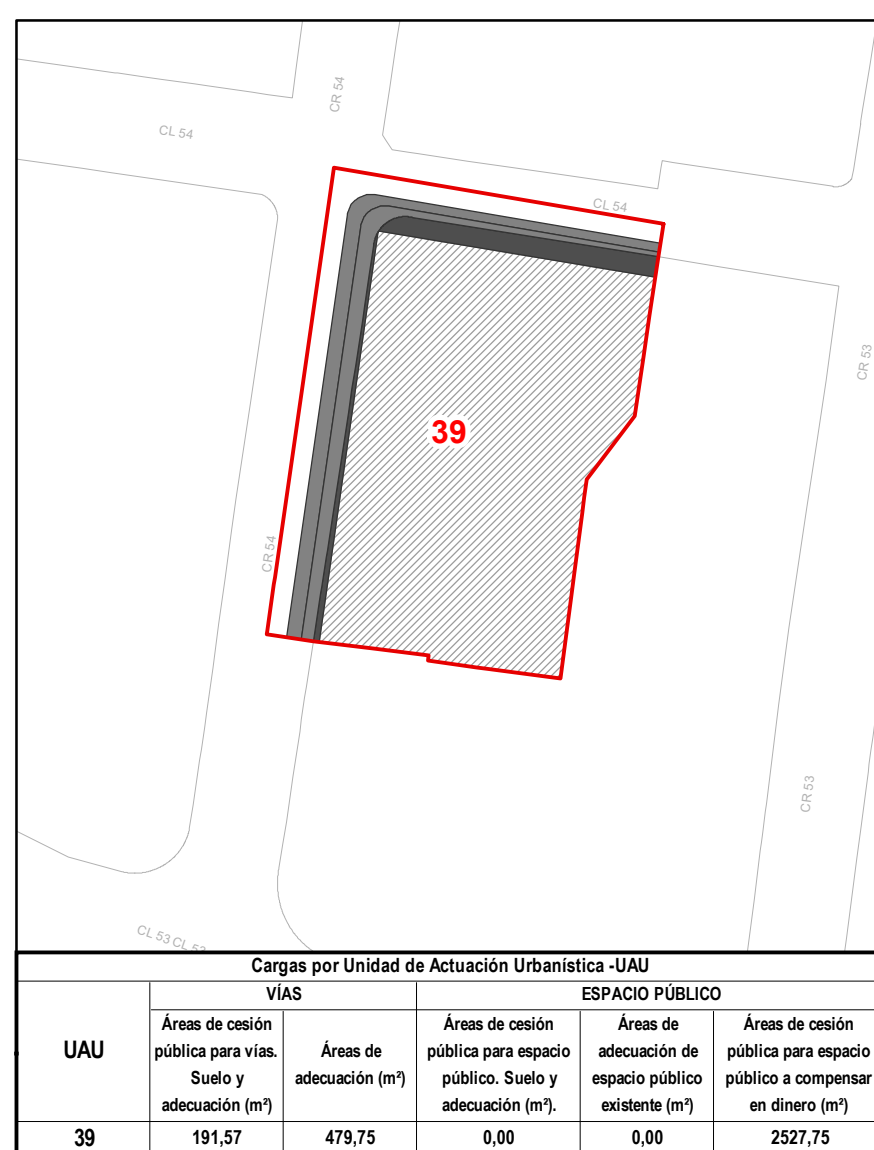 CR 54
CL 54
CL 54
CR 53
39
CR 54
CR 53
CL 53 CL 53
Cargas por Unidad de Actuación Urbanística -UAU
VÍAS ESPACIO PÚBLICO
UAU
Áreas de cesión
pública para vías.
Suelo y
adecuación (m²)
Áreas de
adecuación (m²)
Áreas de cesión
pública para espacio
público. Suelo y
adecuación (m²).
Áreas de
adecuación de
espacio público
existente (m²)
Áreas de cesión
pública para espacio
público a compensar
en dinero (m²)
39 191,57 479,75 0,00 0,00 2527,75